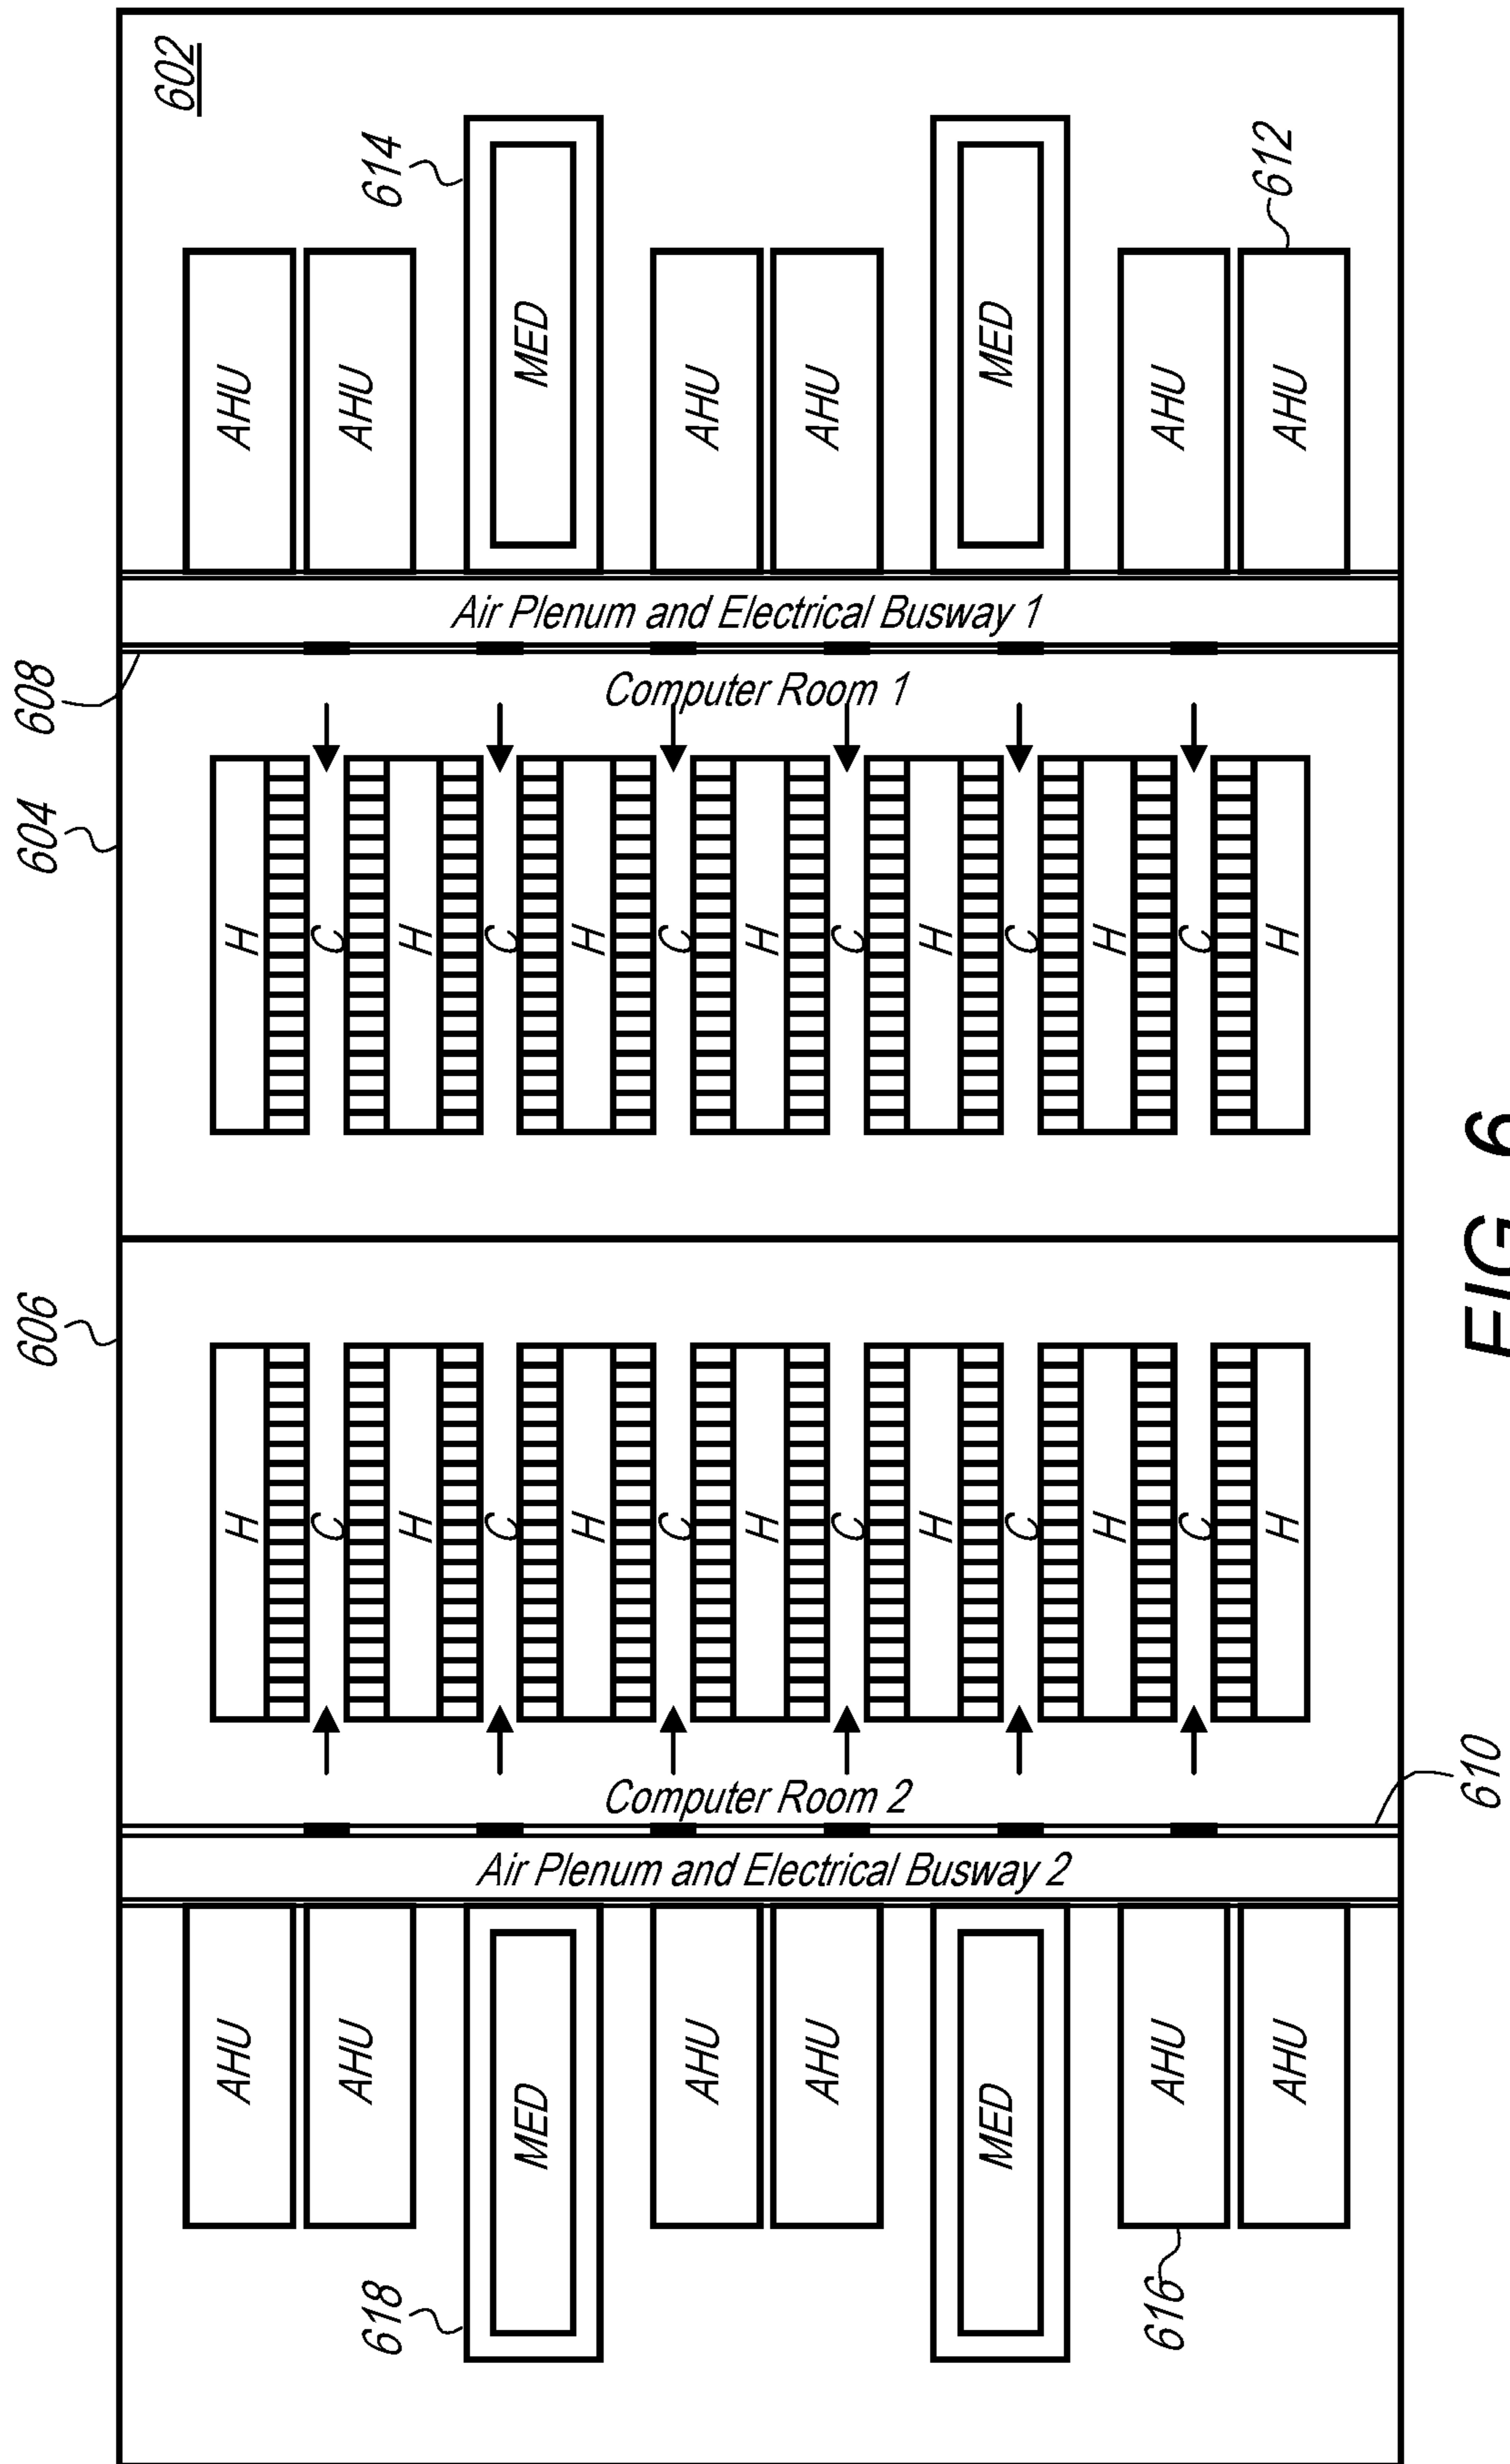 602
614
612
AHU
AHU
MED
AHU
AHU
MED
AHU
AHU
Air Plenum and Electrical Busway 1
608
Computer Room 1
604
H
C
H
C
H
C
H
C
H
C
H
C
H
606
H
C
H
C
H
C
H
C
H
C
H
C
H
Computer Room 2
610
Air Plenum and Electrical Busway 2
AHU
AHU
MED
AHU
AHU
MED
AHU
AHU
618
616
FIG. 6